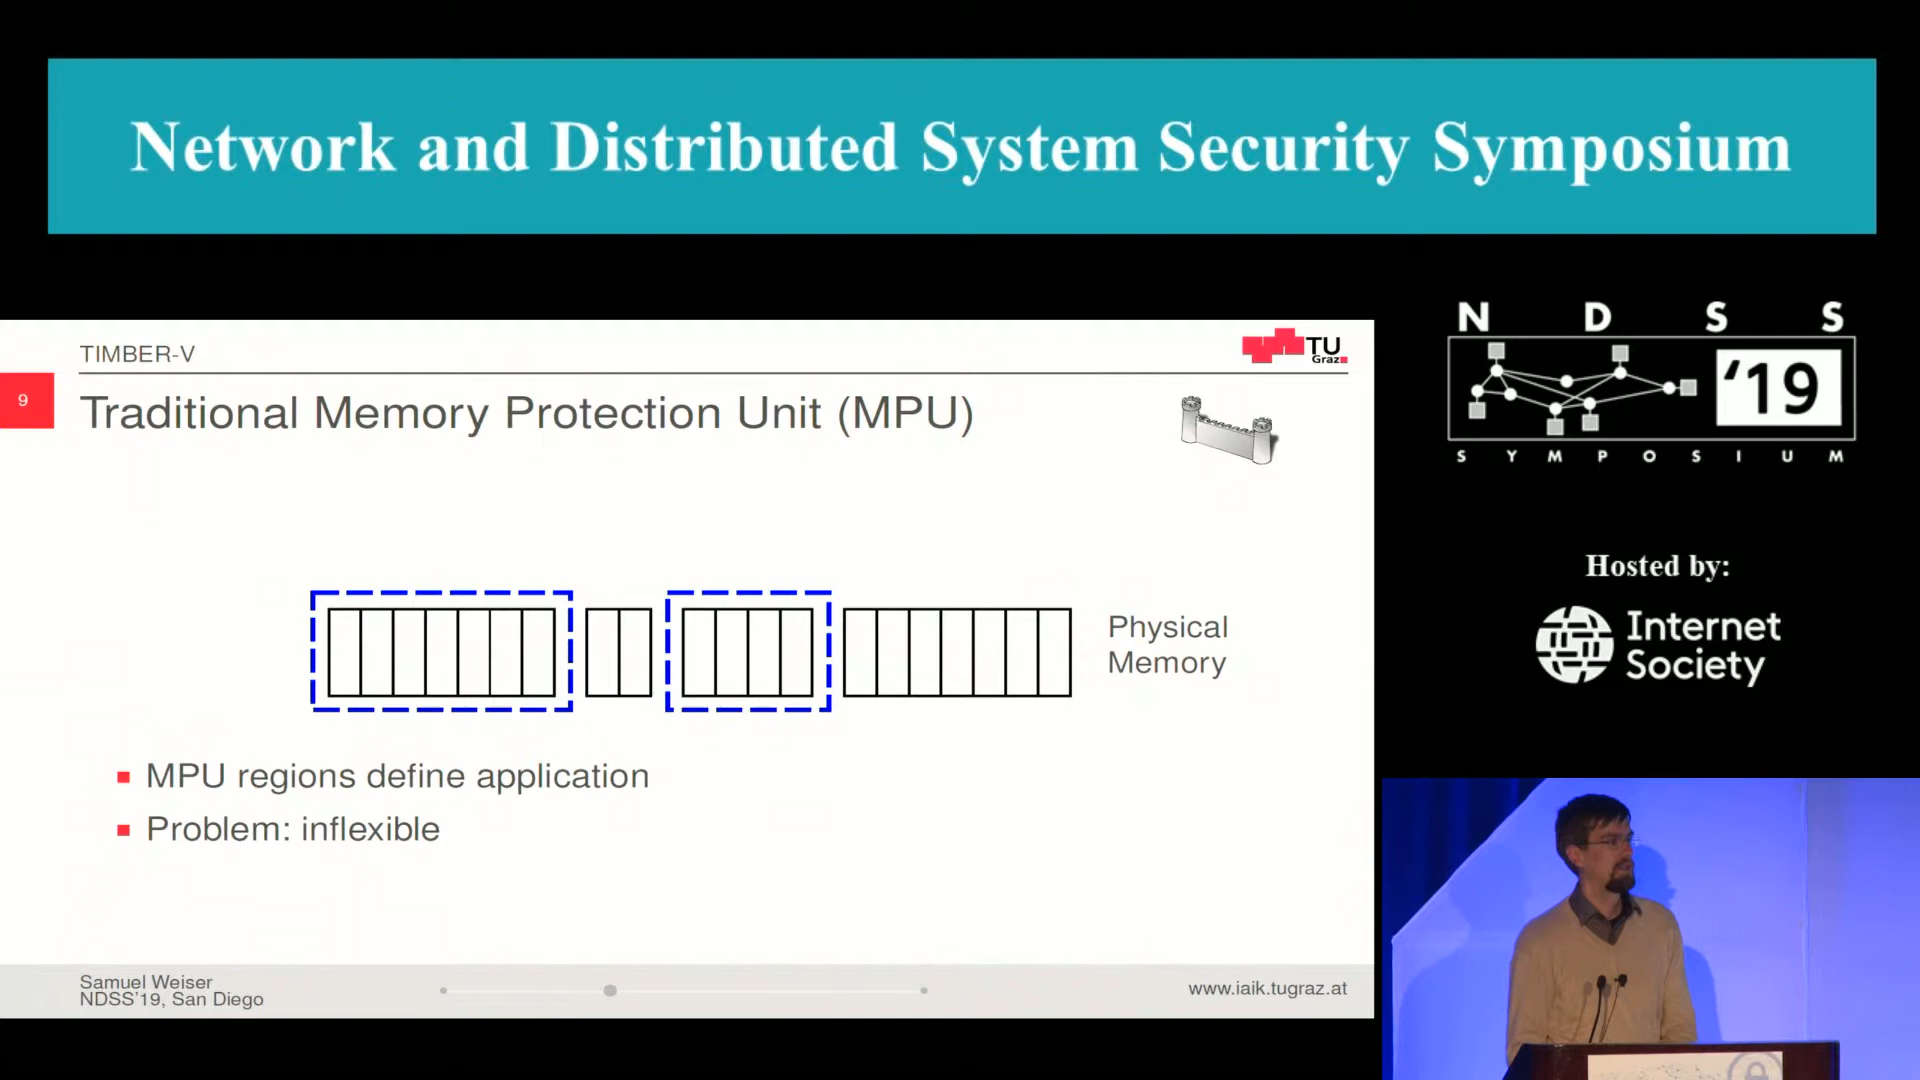 Network and Distributed System Security Symposium
N D S S
'19
S Y M P O S I U M
Hosted by:
Internet
Society
TIMBER-V
TU
Graz
9
Traditional Memory Protection Unit (MPU)
Physical
Memory
MPU regions define application
Problem: inflexible
Samuel Weiser
NDSS'19, San Diego
www.iaik.tugraz.at